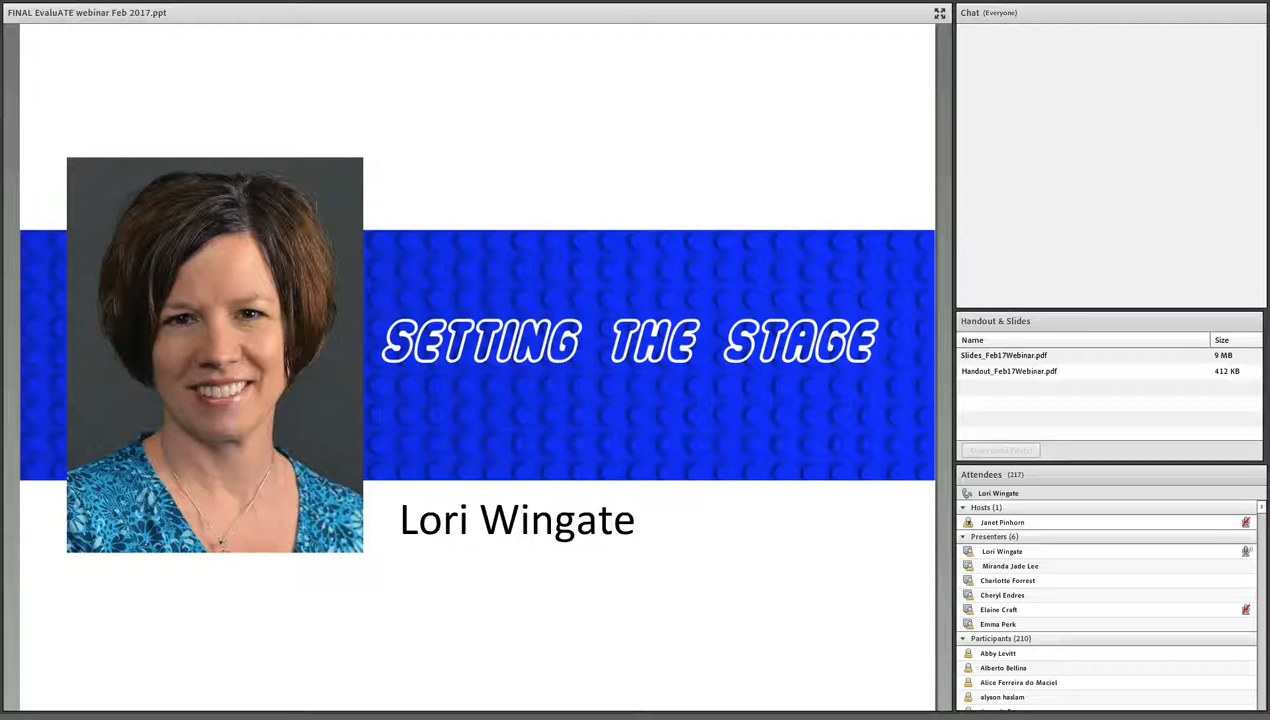 FINAL EvaluATE webinar Feb 2017.ppt
SETTING THE STAGE
Lori Wingate
Chat (Everyone)
Handout & Slides
Name Size
Slides_Feb17Webinar.pdf 9 MB
Handout_Feb17Webinar.pdf 412 KB
Attendees (217)
Lori Wingate
Hosts (1)
Janet Pinhorn
Presenters (6)
Lori Wingate
Miranda Jade Lee
Charlotte Forrest
Cheryl Endres
Elaine Craft
Emma Perk
Participants (210)
Abby Levitt
Alberto Bellina
Alice Ferreira do Maciel
alyson haslam